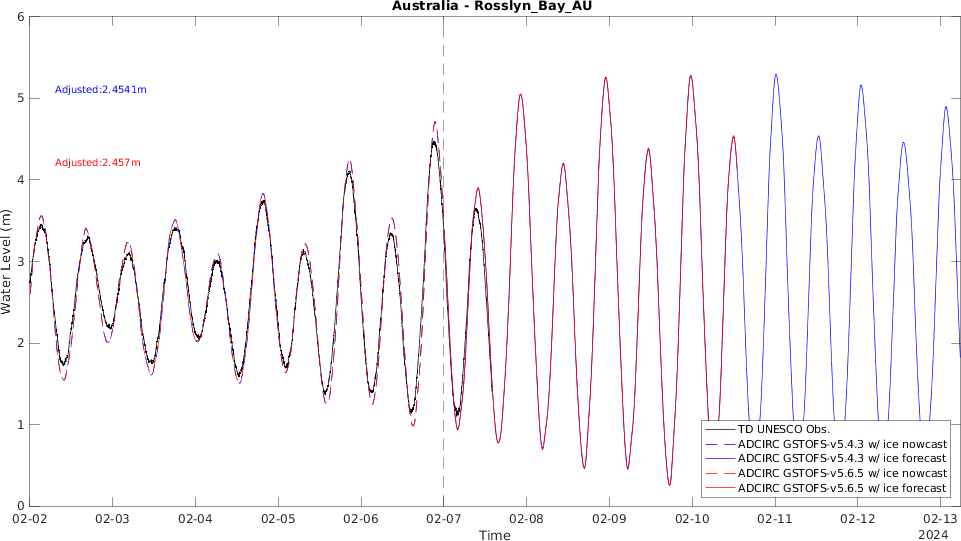 Australia - Rosslyn_Bay_AU
6
5
4
3
2
1
0
Water Level (m)
Adjusted:2.4541m
Adjusted:2.457m
TD UNESCO Obs.
ADCIRC GSTOFS-v5.4.3 w/ ice nowcast
ADCIRC GSTOFS-v5.4.3 w/ ice forecast
ADCIRC GSTOFS-v5.6.5 w/ ice nowcast
ADCIRC GSTOFS-v5.6.5 w/ ice forecast
02-02 02-03 02-04 02-05 02-06 02-07 02-08 02-09 02-10 02-11 02-12 02-13
Time
2024